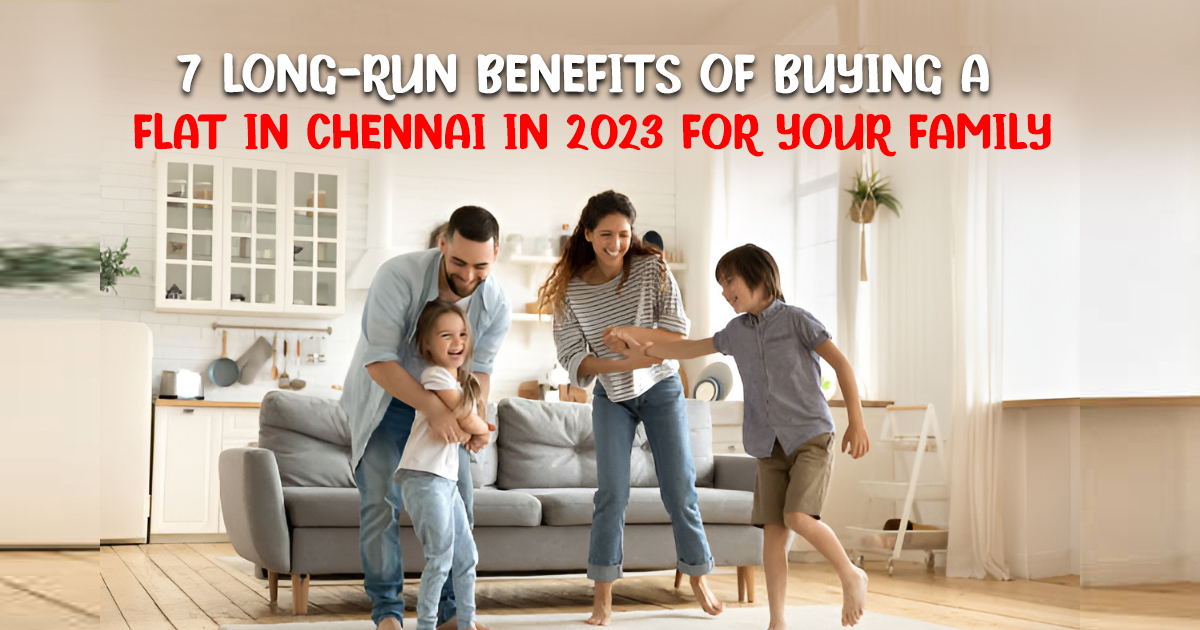 7 LONG-RUN BENEFITS OF BUYING A
FLAT IN CHENNAI IN 2023 FOR YOUR FAMILY